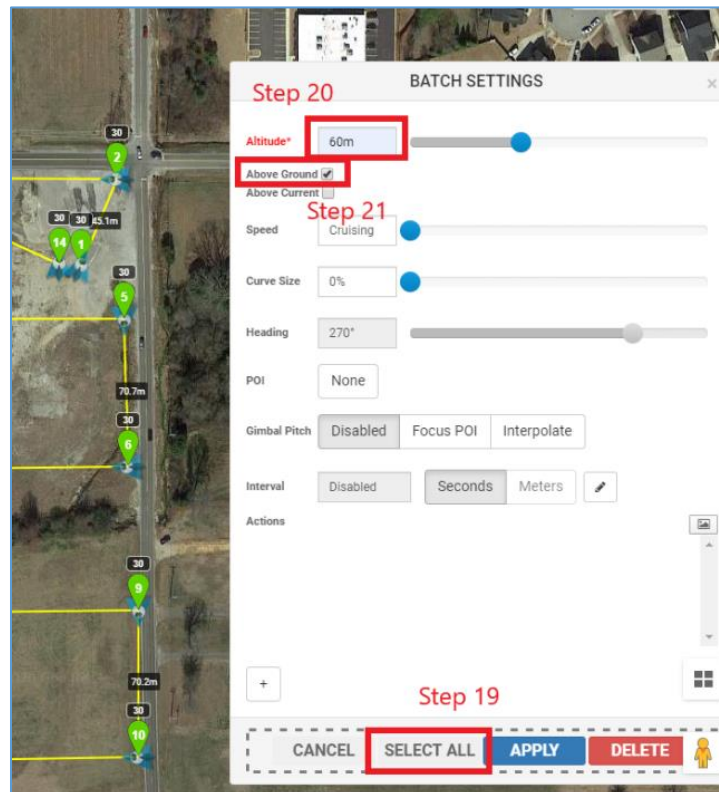 BATCH SETTINGS ×
Step 20
Altitude* 60m
Above Ground
Above Current
Step 21
Speed Cruising
Curve Size 0%
Heading 270°
POI None
Gimbal Pitch Disabled Focus POI Interpolate
Interval Disabled Seconds Meters
Actions
+
Step 19
CANCEL SELECT ALL APPLY DELETE
30
2
30 30 45.1m
14 1
30
5
70.7m
30
6
30
9
70.2m
30
10